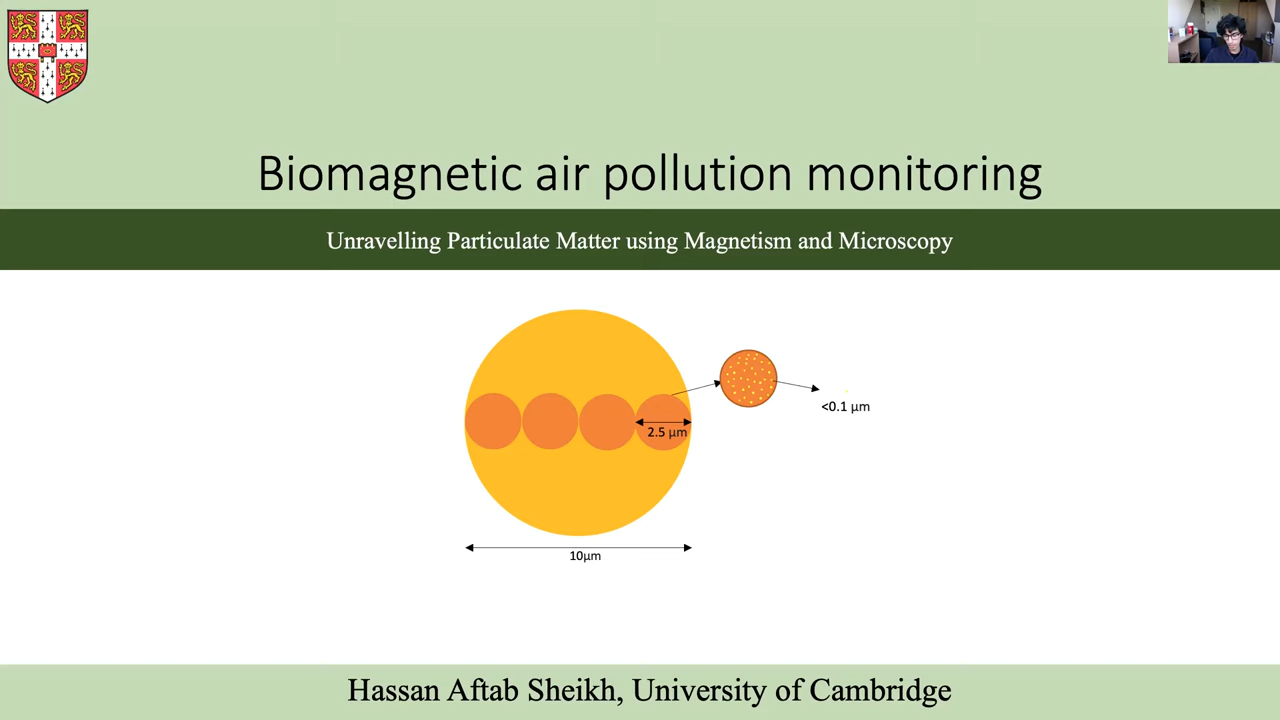 Biomagnetic air pollution monitoring
Unravelling Particulate Matter using Magnetism and Microscopy
<0.1 μm
2.5 μm
10μm
Hassan Aftab Sheikh, University of Cambridge